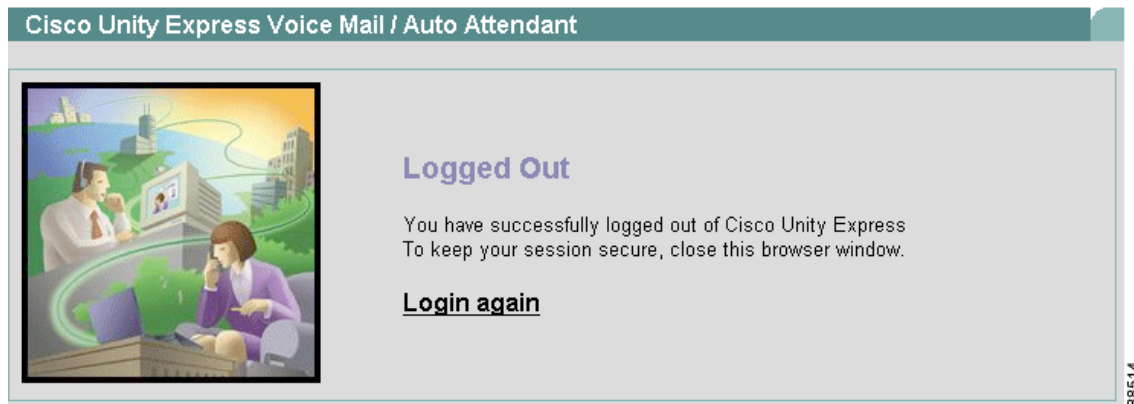 Cisco Unity Express Voice Mail / Auto Attendant
Logged Out
You have successfully logged out of Cisco Unity Express
To keep your session secure, close this browser window.
Login again
88514